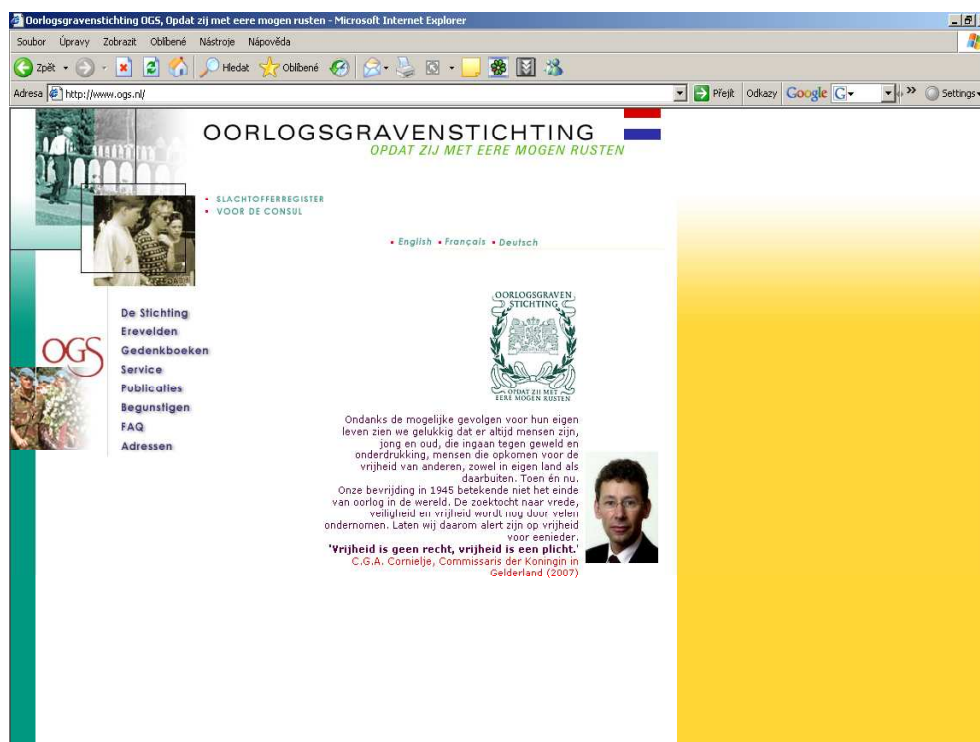 Oorlogsgravenstichting OGS, Opdat zij met eere mogen rusten - Microsoft Internet Explorer
Soubor Úpravy Zobrazit Oblíbené Nástroje Nápověda
Zpět Hledat Oblíbené
Adresa http://www.ogs.nl/ Přejít Odkazy Google G Settings
OORLOGSGRAVENSTICHTING
OPDAT ZIJ MET EERE MOGEN RUSTEN
SLACHTOFFERREGISTER
VOOR DE CONSUL
English Français Deutsch
OORLOGSGRAVEN
STICHTING
OPDAT ZIJ MET
EERE MOGEN RUSTEN
OGS
De Stichting
Erevelden
Gedenkboeken
Service
Publicaties
Begunstigen
FAQ
Adressen
Ondanks de mogelijke gevolgen voor hun eigen
leven zien we gelukkig dat er altijd mensen zijn,
jong en oud, die ingaan tegen geweld en
onderdrukking, mensen die opkomen voor de
vrijheid van anderen, zowel in eigen land als
daarbuiten. Toen én nu.
Onze bevrijding in 1945 betekende niet het einde
van oorlog in de wereld. De zoektocht naar vrede,
veiligheid en vrijheid wordt nog door velen
ondernomen. Laten wij daarom alert zijn op vrijheid
voor eenieder.
'Vrijheid is geen recht, vrijheid is een plicht.'
C.G.A. Cornielje, Commissaris der Koningin in
Gelderland (2007)